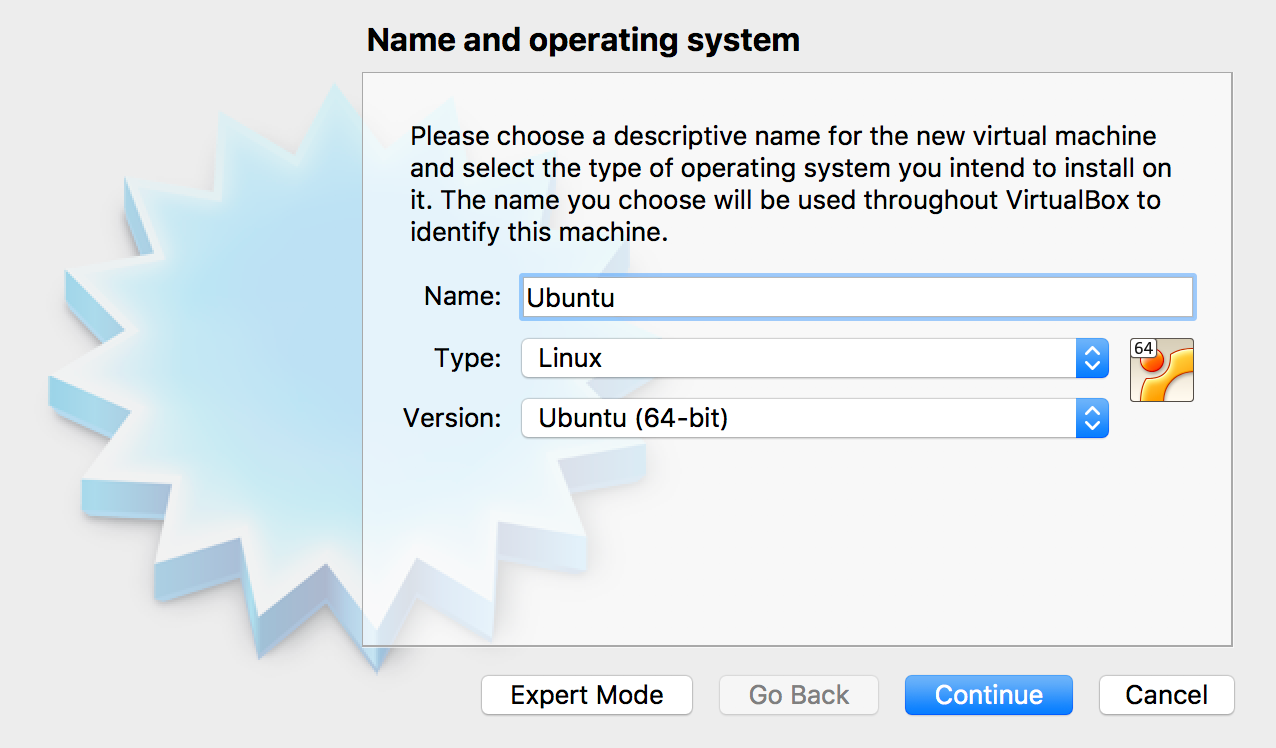 Name and operating system
Please choose a descriptive name for the new virtual machine
and select the type of operating system you intend to install on
it. The name you choose will be used throughout VirtualBox to
identify this machine.
Name: Ubuntu
Type: Linux
64
Version: Ubuntu (64-bit)
Expert Mode Go Back Continue Cancel